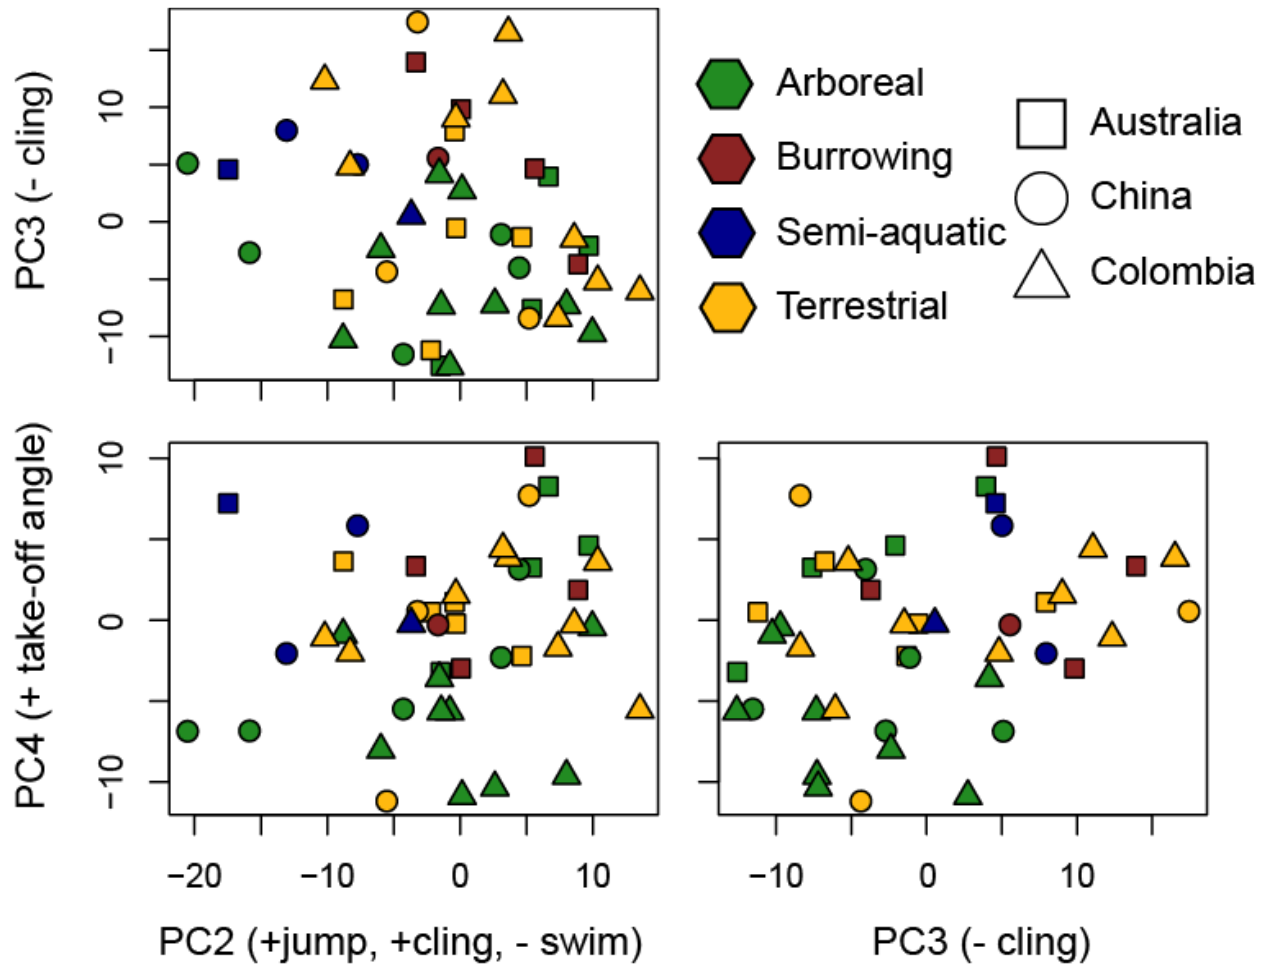 PC3 (- cling)
10
0
−10
Arboreal
Burrowing
Semi-aquatic
Terrestrial
Australia
China
Colombia
PC4 (+ take-off angle)
10
0
−10
−20 −10 0 10
−10 0 10
PC2 (+jump, +cling, - swim)
PC3 (- cling)